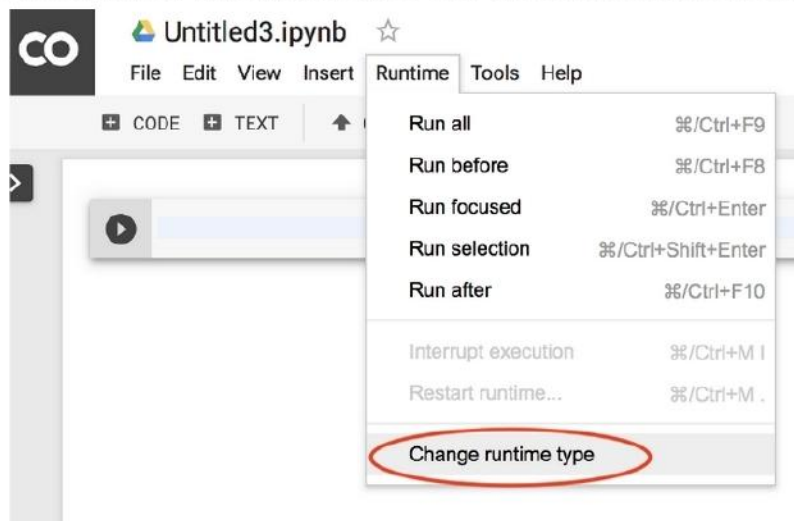 CO
Untitled3.ipynb
File Edit View Insert Runtime Tools Help
CODE TEXT
Run all ⌘/Ctrl+F9
Run before ⌘/Ctrl+F8
Run focused ⌘/Ctrl+Enter
Run selection ⌘/Ctrl+Shift+Enter
Run after ⌘/Ctrl+F10
Interrupt execution ⌘/Ctrl+M I
Restart runtime... ⌘/Ctrl+M .
Change runtime type